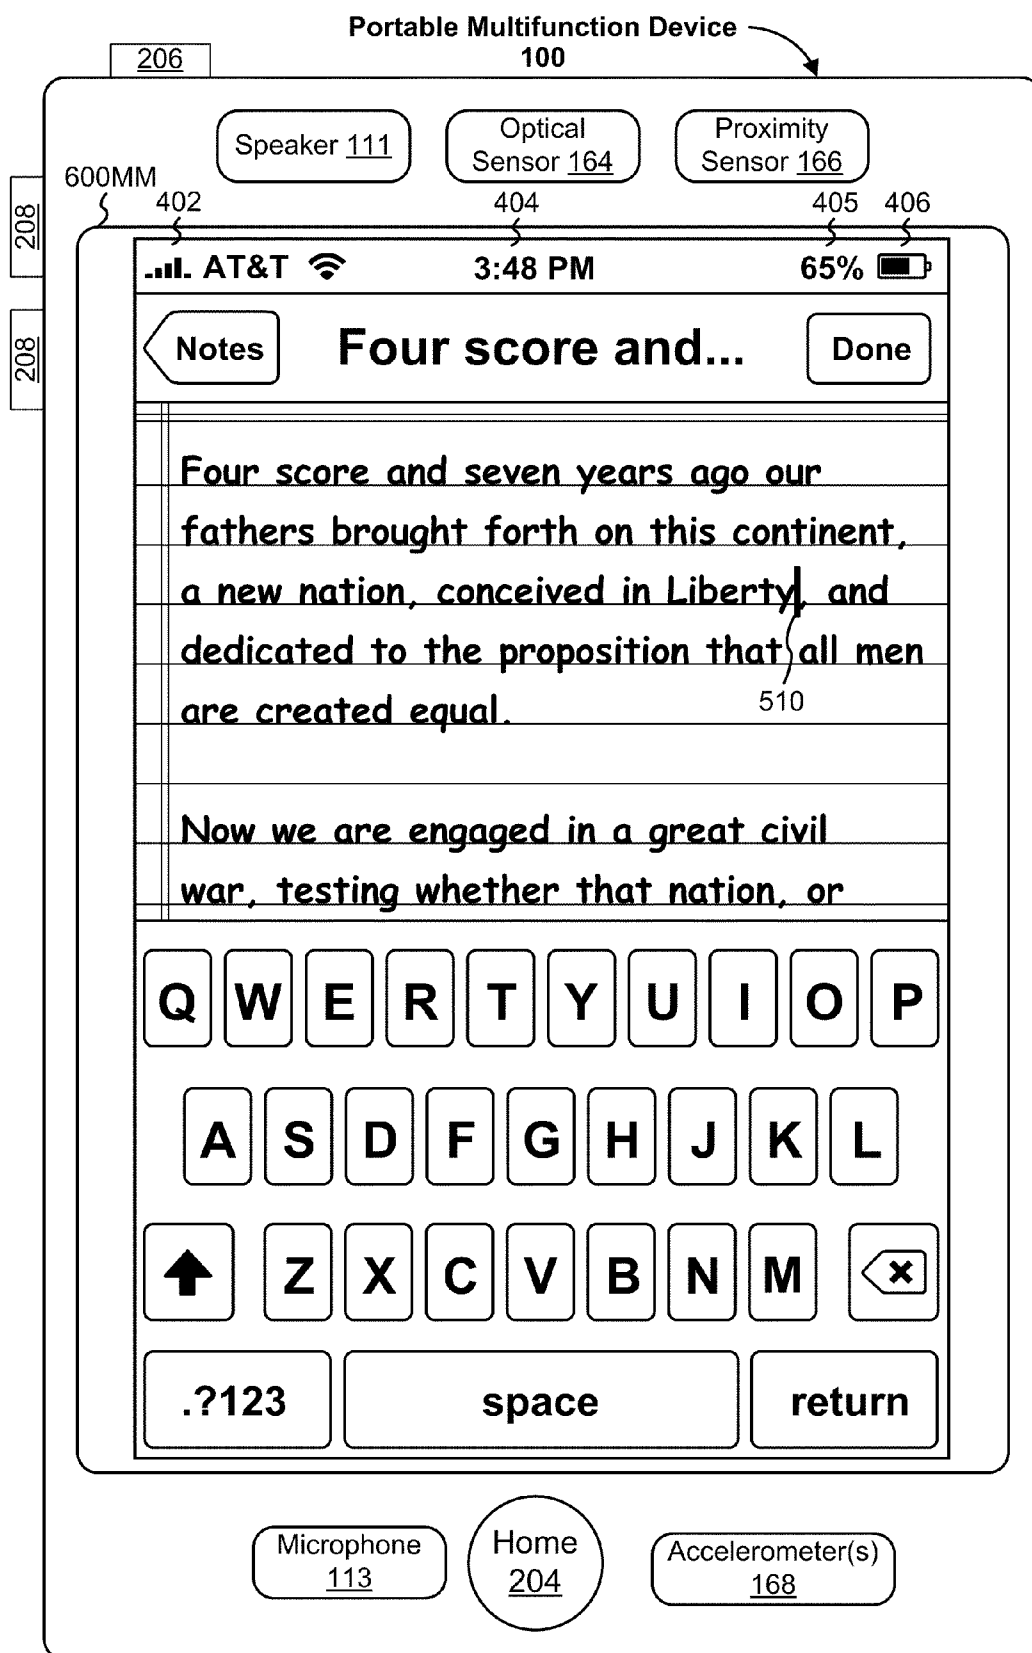 Portable Multifunction Device
100
206
Speaker 111
Optical
Sensor 164
Proximity
Sensor 166
600MM
402
404
405
406
208
208
AT&T
3:48 PM
65%
Notes
Four score and...
Done
Four score and seven years ago our
fathers brought forth on this continent,
a new nation, conceived in Liberty, and
dedicated to the proposition that all men
510
are created equal.
Now we are engaged in a great civil
war, testing whether that nation, or
Q W E R T Y U I O P
A S D F G H J K L
Z X C V B N M
.?123 space return
Microphone
113
Home
204
Accelerometer(s)
168